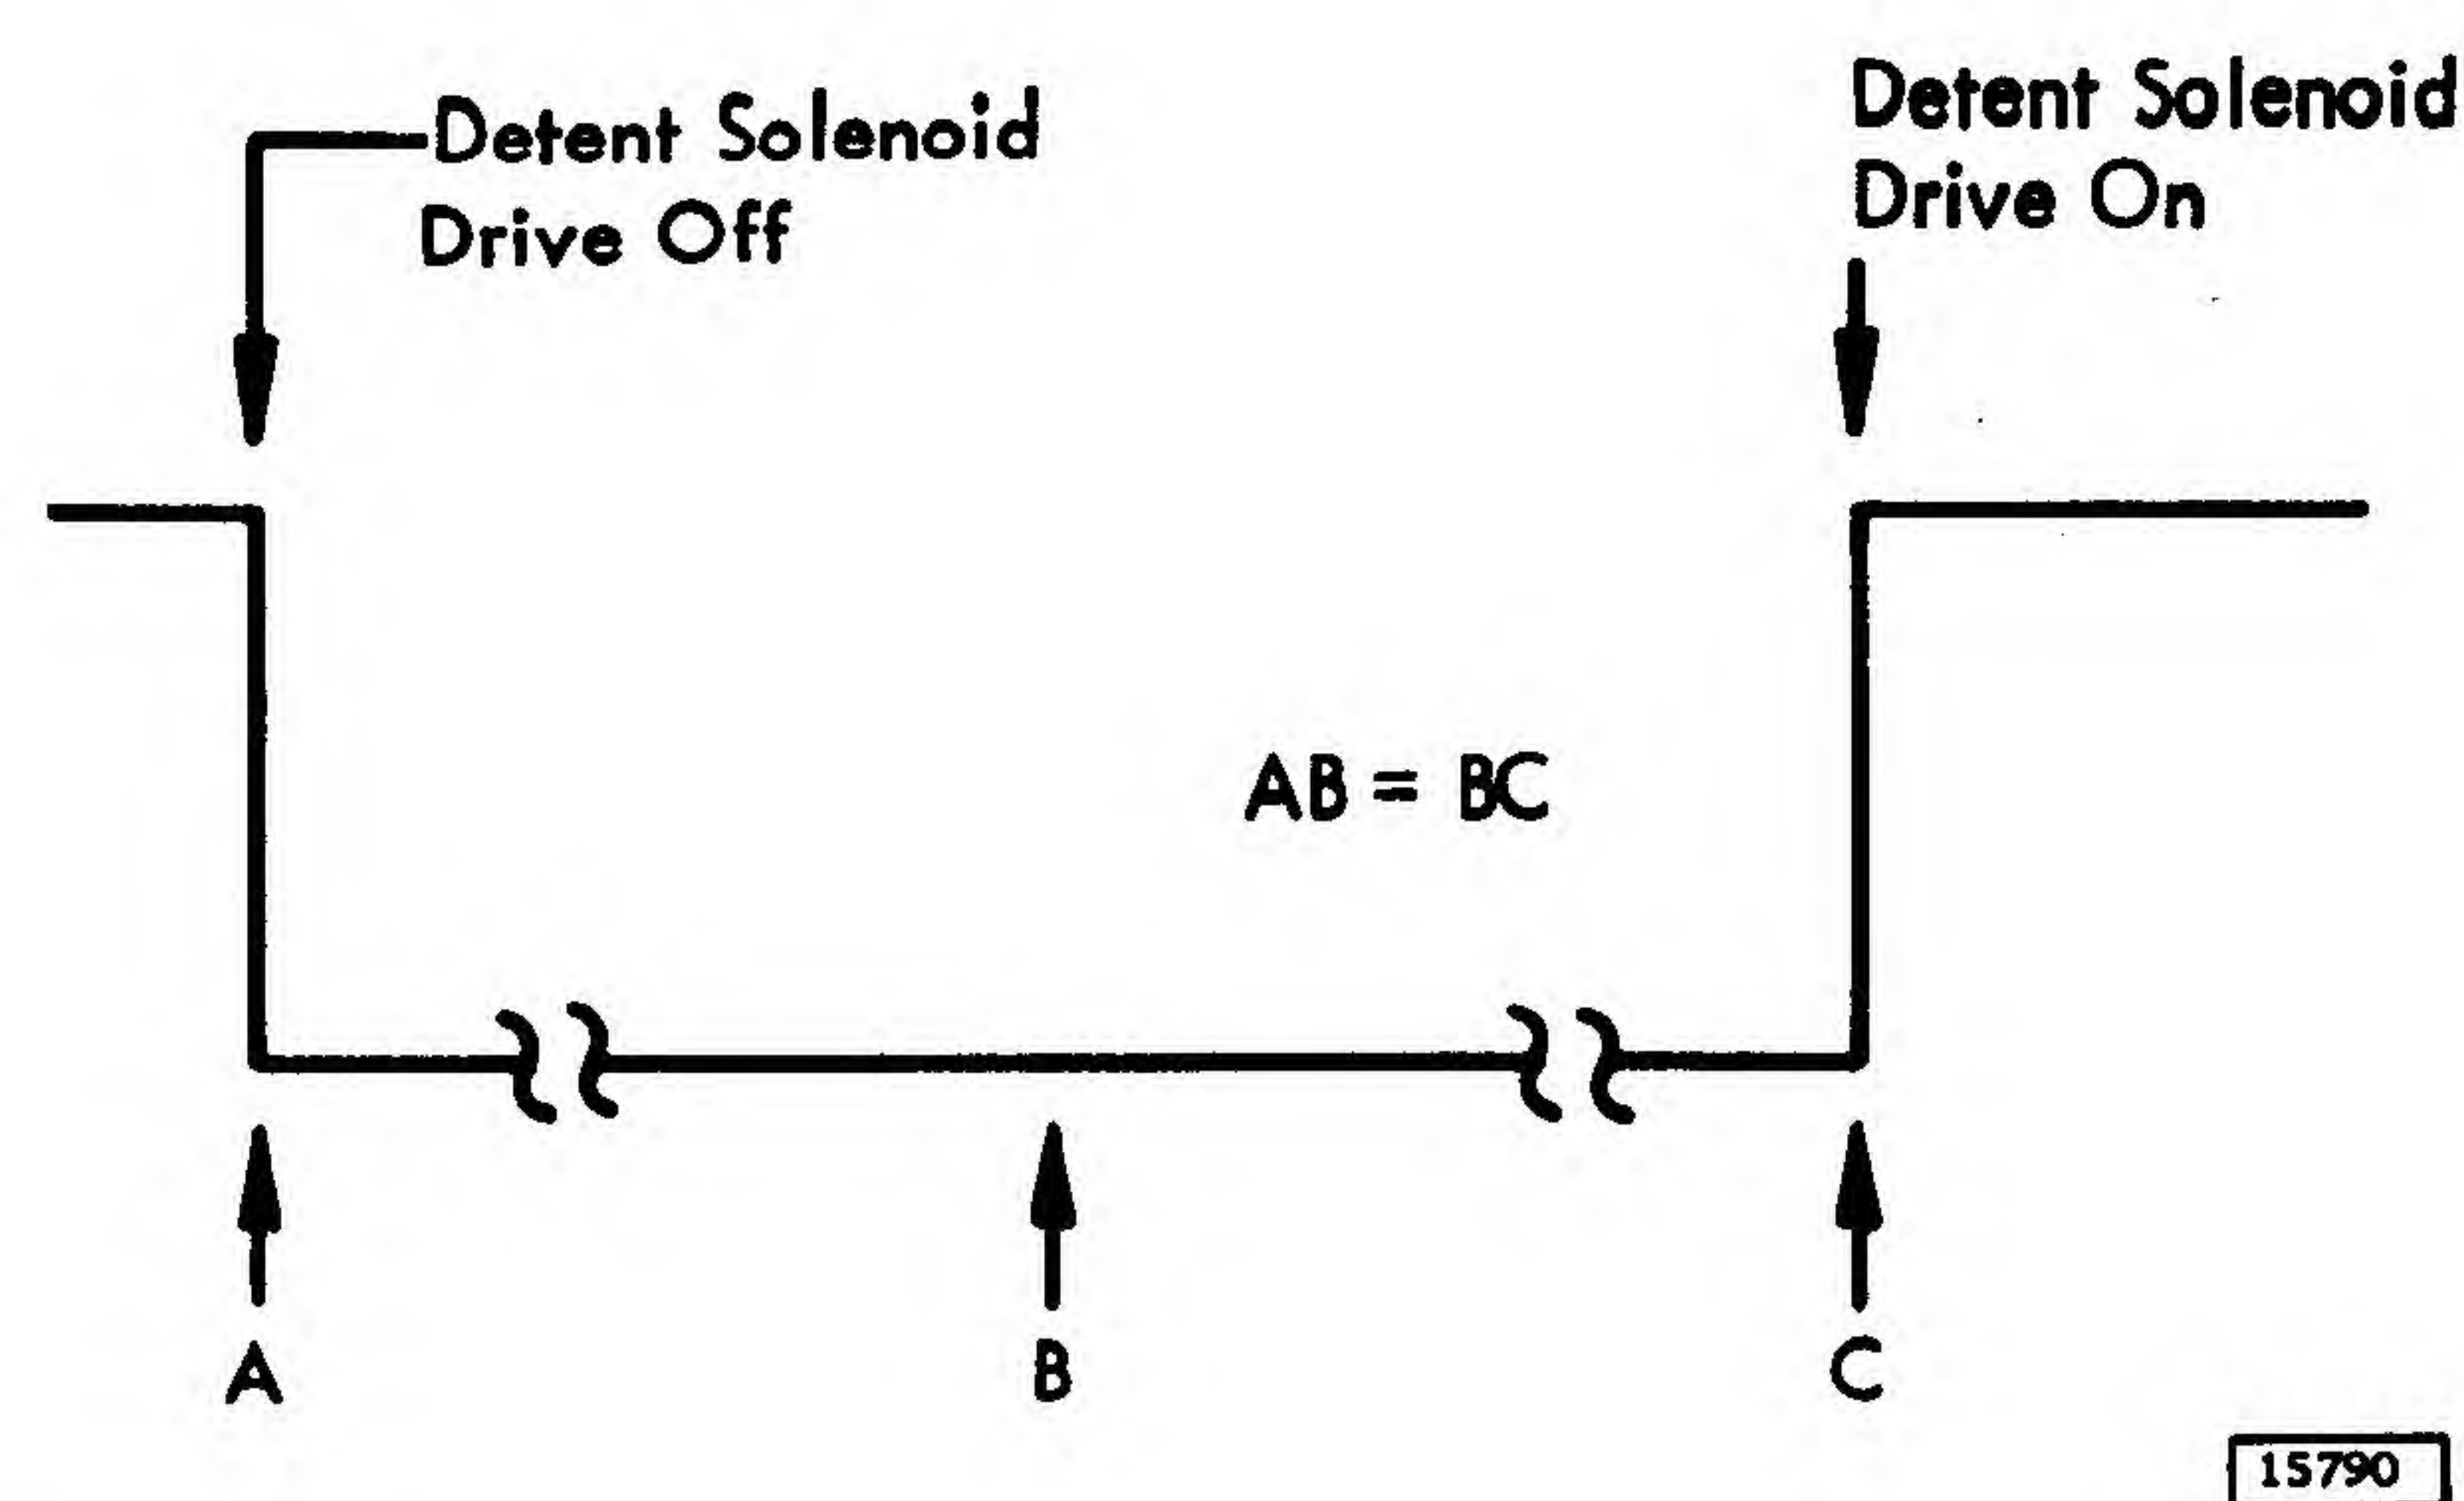 Detent Solenoid
Drive Off
Detent Solenoid
Drive On
AB = BC
A
B
C
15790